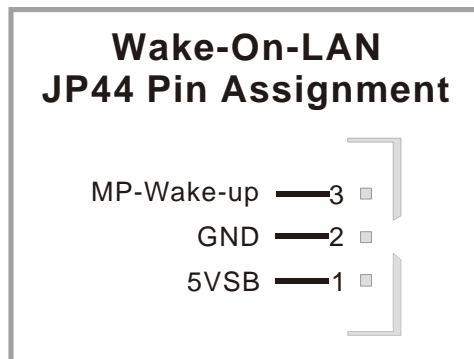 Wake-On-LAN
JP44 Pin Assignment
MP-Wake-up 3
GND 2
5VSB 1